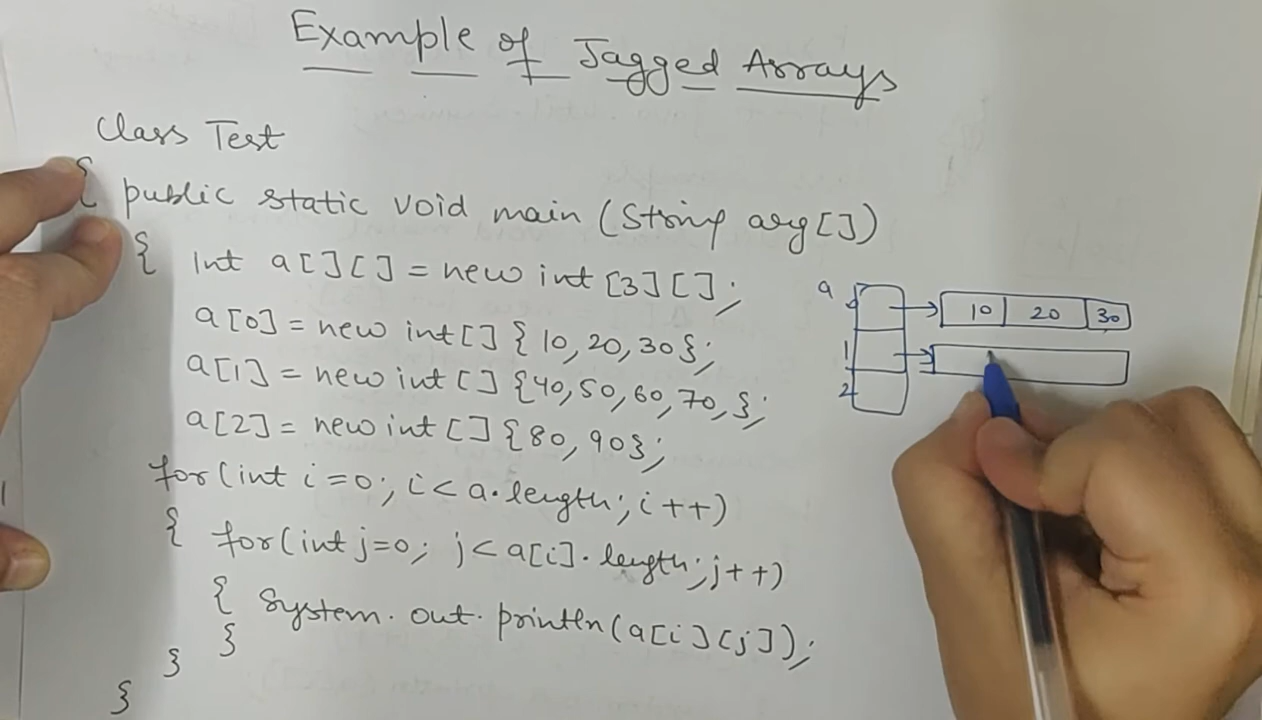 Example of Jagged Arrays
Class Test
{ public static void main (String arg[])
{ int a[][] = new int [3][];
a[0] = new int[] {10, 20, 30};
a[1] = new int [] {40, 50, 60, 70, };
a[2] = new int [] {80, 90};
for(int i=0; i< a.length; i++)
{ for(int j=0; j< a[i].length; j++)
{ System.out.println(a[i][j]);
}
}
}
a
0 10 20 30
1
2